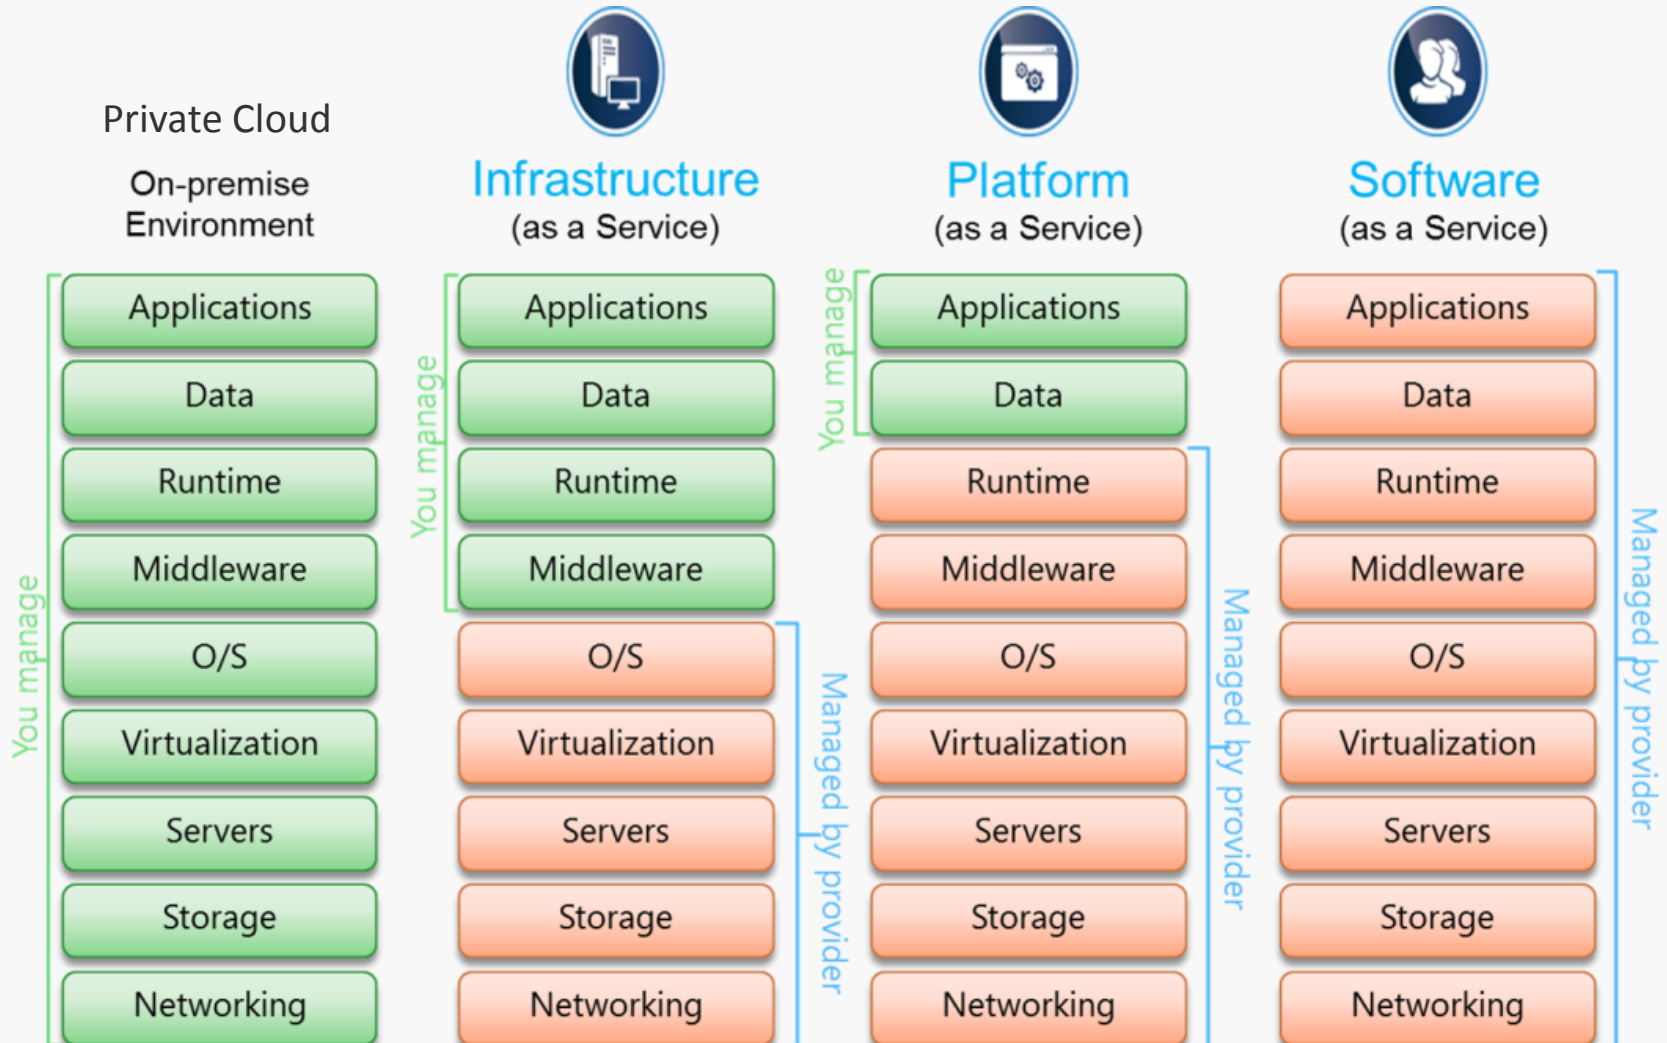 Private Cloud
On-premise
Environment
You manage
Applications
Data
Runtime
Middleware
O/S
Virtualization
Servers
Storage
Networking
Infrastructure
(as a Service)
You manage
Applications
Data
Runtime
Middleware
O/S
Virtualization
Servers
Storage
Networking
Managed by provider
Platform
(as a Service)
You manage
Applications
Data
Runtime
Middleware
O/S
Virtualization
Servers
Storage
Networking
Managed by provider
Software
(as a Service)
Applications
Data
Runtime
Middleware
O/S
Virtualization
Servers
Storage
Networking
Managed by provider